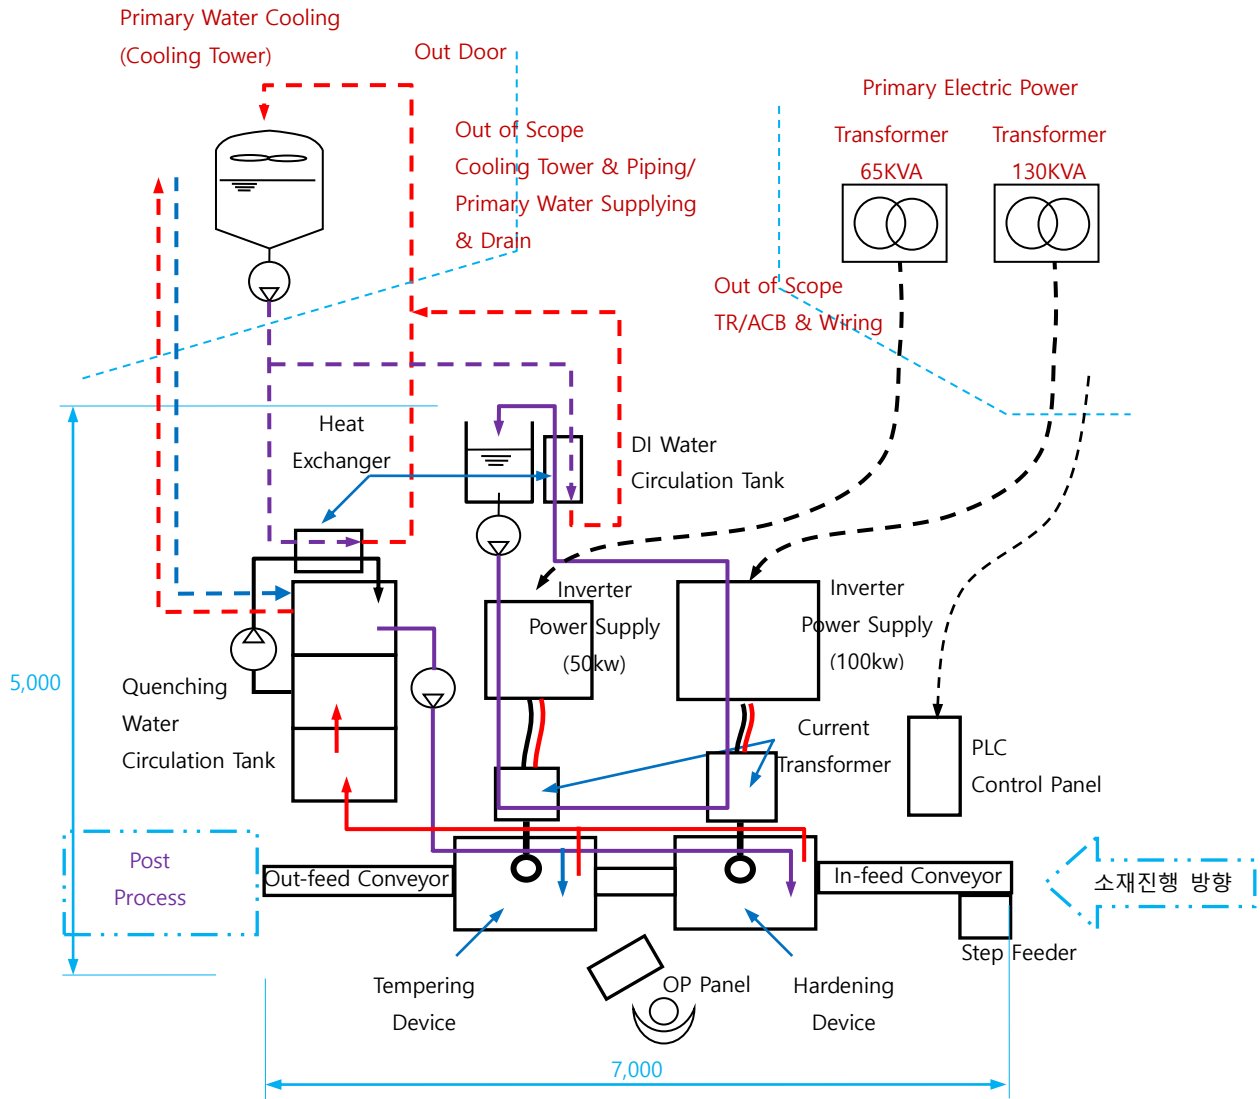 Primary Water Cooling
(Cooling Tower)
Out Door
Out of Scope
Cooling Tower & Piping/
Primary Water Supplying
& Drain
Primary Electric Power
Transformer
65KVA
Transformer
130KVA
Out of Scope
TR/ACB & Wiring
Heat
Exchanger
DI Water
Circulation Tank
Inverter
Power Supply
(50kw)
Inverter
Power Supply
(100kw)
5,000
Quenching
Water
Circulation Tank
Current
Transformer
PLC
Control Panel
Post
Process
Out-feed Conveyor
In-feed Conveyor
소재진행 방향
Step Feeder
Tempering
Device
OP Panel
Hardening
Device
7,000